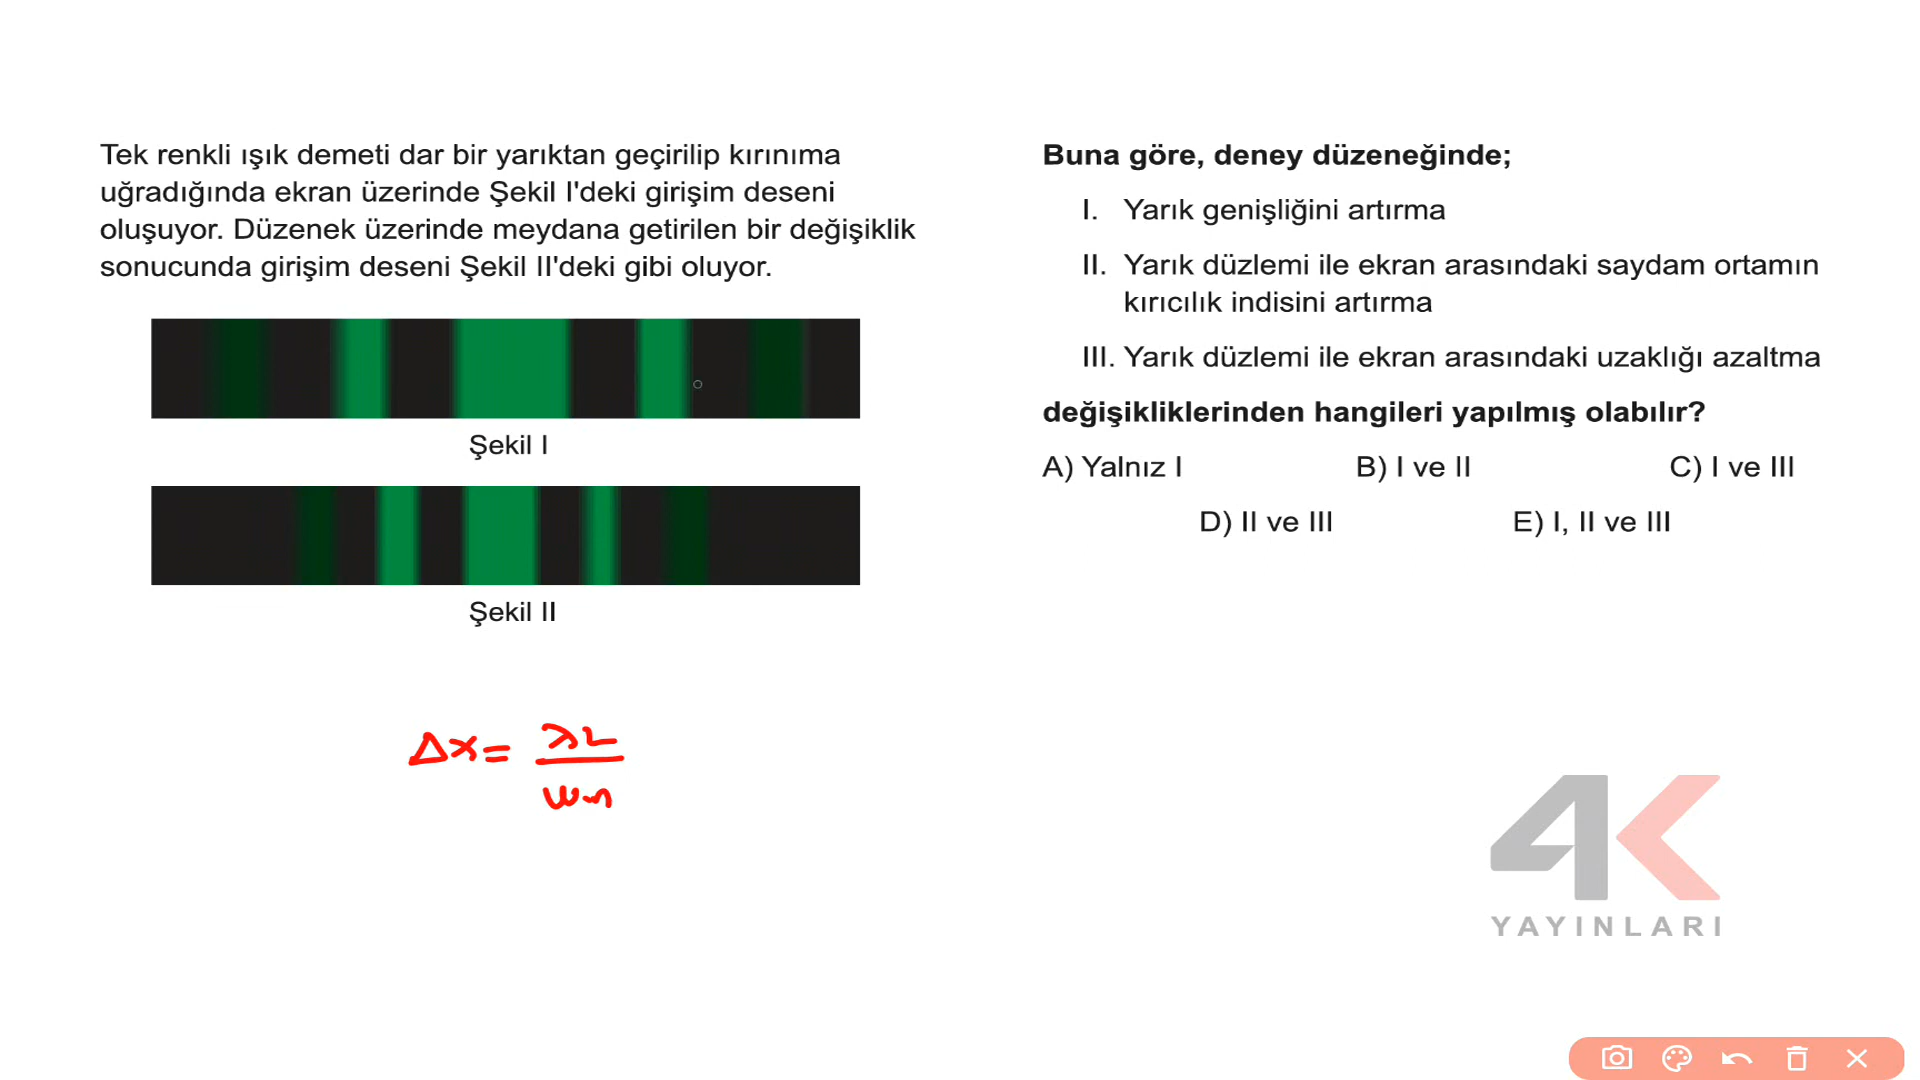 Tek renkli ışık demeti dar bir yarıktan geçirilip kırınıma
uğradığında ekran üzerinde Şekil I'deki girişim deseni
oluşuyor. Düzenek üzerinde meydana getirilen bir değişiklik
sonucunda girişim deseni Şekil II'deki gibi oluyor.
Şekil I
Şekil II
Δx = λL
wn
Buna göre, deney düzeneğinde;
I. Yarık genişliğini artırma
II. Yarık düzlemi ile ekran arasındaki saydam ortamın
kırıcılık indisini artırma
III. Yarık düzlemi ile ekran arasındaki uzaklığı azaltma
değişikliklerinden hangileri yapılmış olabılır?
A) Yalnız I B) I ve II C) I ve III
D) II ve III E) I, II ve III
4K
YAYINLARI